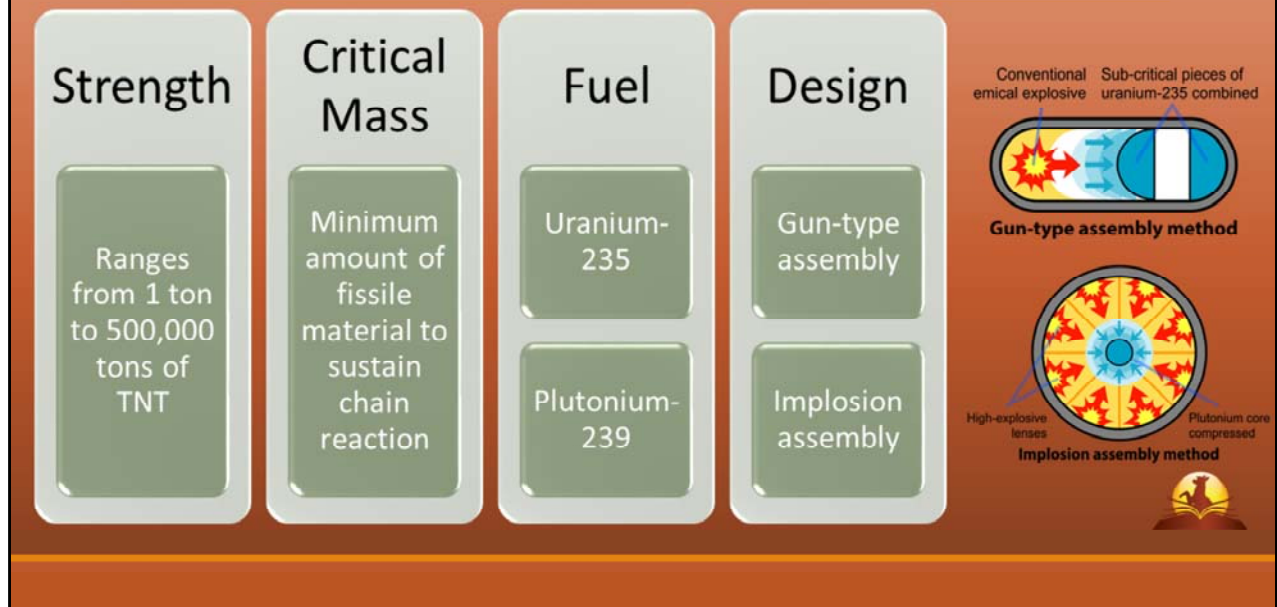 Strength
Ranges
from 1 ton
to 500,000
tons of
TNT
Critical
Mass
Minimum
amount of
fissile
material to
sustain
chain
reaction
Fuel
Uranium-
235
Plutonium-
239
Design
Gun-type
assembly
Implosion
assembly
Conventional
emical explosive
Sub-critical pieces of
uranium-235 combined
Gun-type assembly method
High-explosive
lenses
Plutonium core
compressed
Implosion assembly method